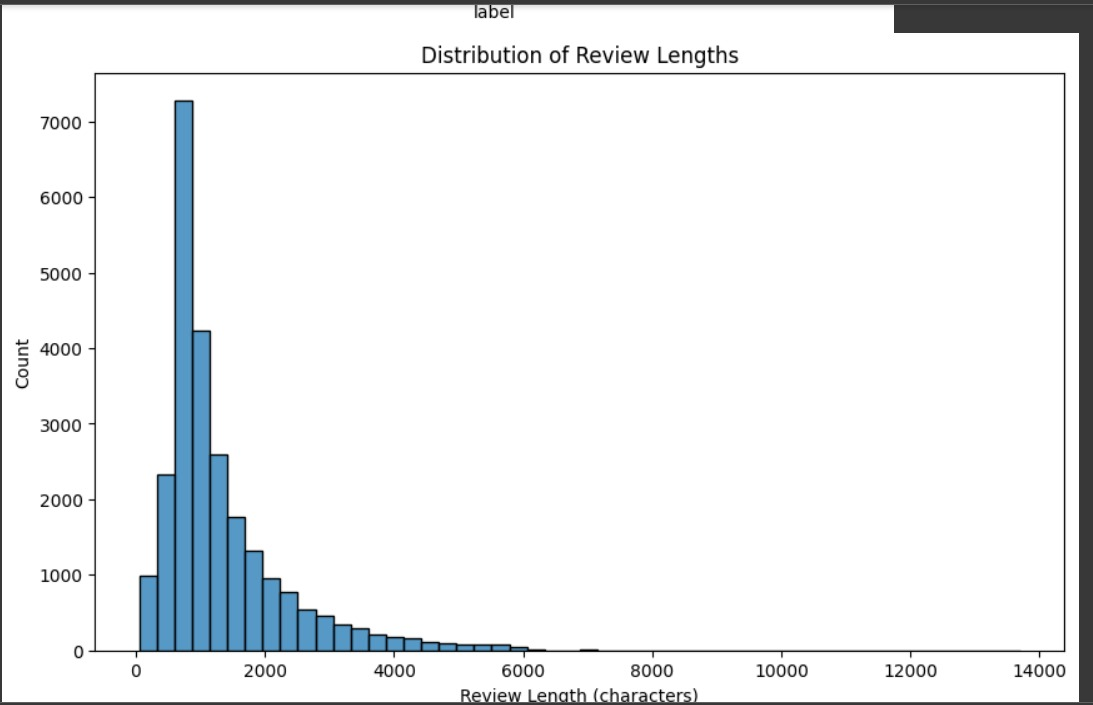 label
Distribution of Review Lengths
7000
6000
5000
4000
3000
2000
1000
0
Count
0 2000 4000 6000 8000 10000 12000 14000
Review Length (characters)